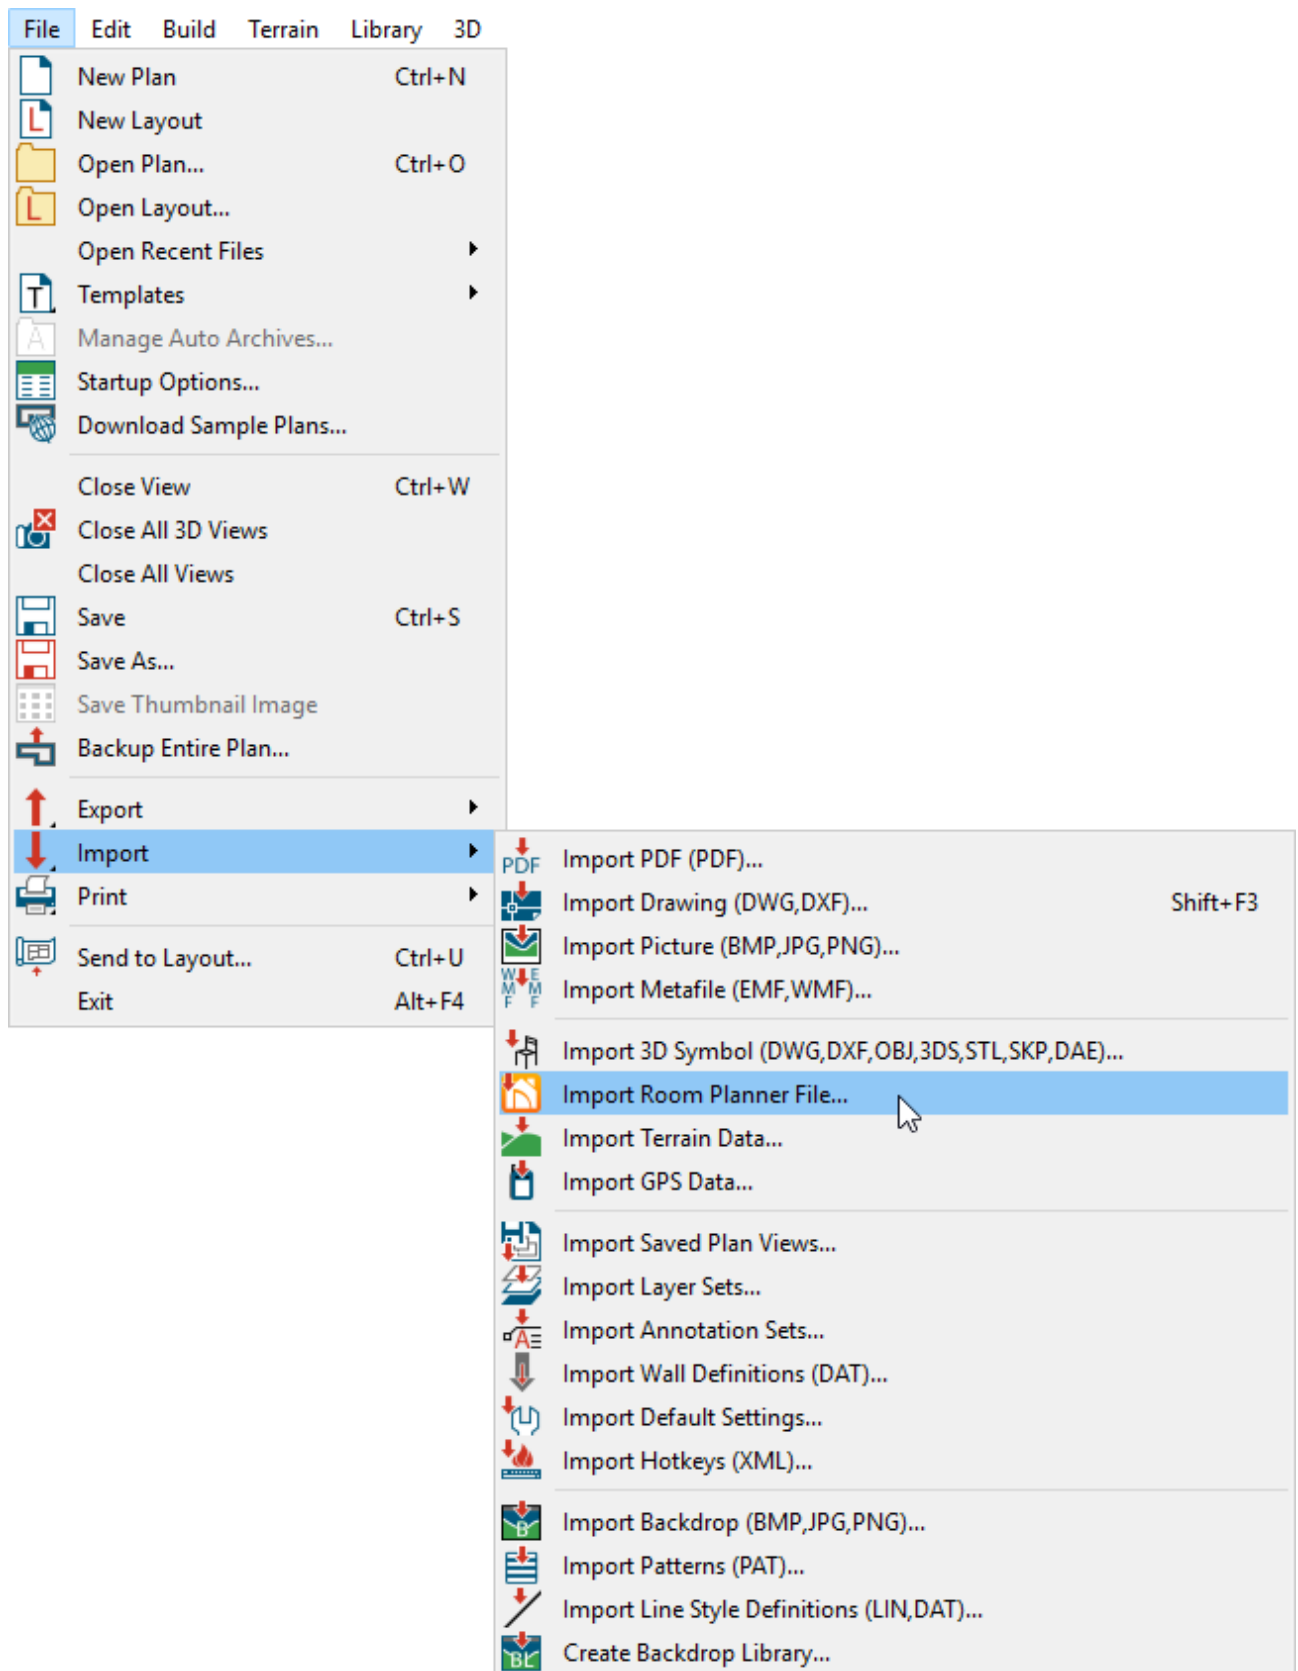 File Edit Build Terrain Library 3D
New Plan Ctrl+N
L New Layout
Open Plan... Ctrl+O
L Open Layout...
Open Recent Files
T Templates
A Manage Auto Archives...
Startup Options...
Download Sample Plans...
Close View Ctrl+W
Close All 3D Views
Close All Views
Save Ctrl+S
Save As...
Save Thumbnail Image
Backup Entire Plan...
Export
Import
Print
Send to Layout... Ctrl+U
Exit Alt+F4
PDF Import PDF (PDF)...
Import Drawing (DWG,DXF)... Shift+F3
Import Picture (BMP,JPG,PNG)...
WMF EMF Import Metafile (EMF,WMF)...
Import 3D Symbol (DWG,DXF,OBJ,3DS,STL,SKP,DAE)...
Import Room Planner File...
Import Terrain Data...
Import GPS Data...
Import Saved Plan Views...
Import Layer Sets...
A Import Annotation Sets...
Import Wall Definitions (DAT)...
Import Default Settings...
Import Hotkeys (XML)...
B Import Backdrop (BMP,JPG,PNG)...
Import Patterns (PAT)...
Import Line Style Definitions (LIN,DAT)...
BL Create Backdrop Library...